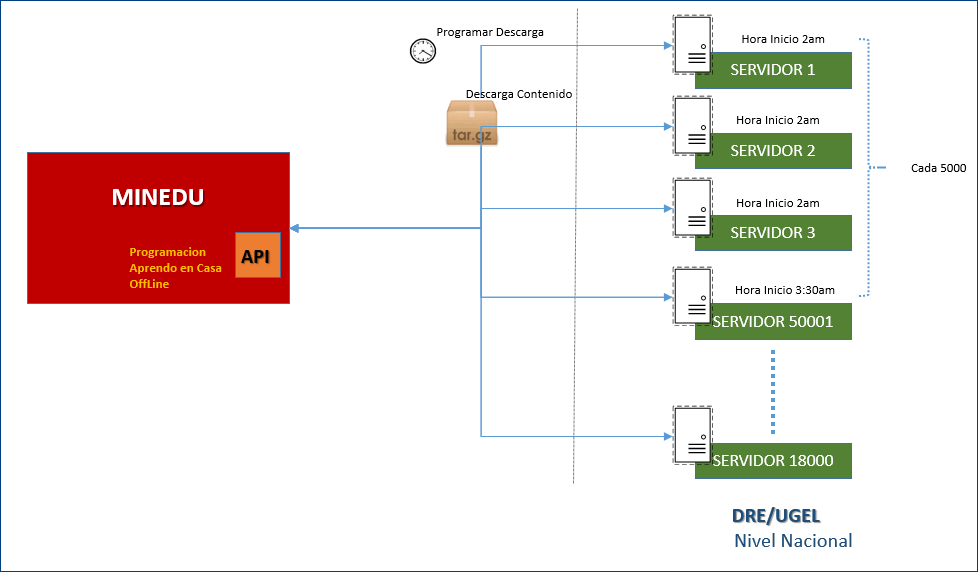 Programar Descarga
Descarga Contenido
tar.gz
MINEDU
Programacion
Aprendo en Casa
OffLine
API
Hora Inicio 2am
SERVIDOR 1
Hora Inicio 2am
SERVIDOR 2
Hora Inicio 2am
SERVIDOR 3
Hora Inicio 3:30am
SERVIDOR 50001
SERVIDOR 18000
Cada 5000
DRE/UGEL
Nivel Nacional